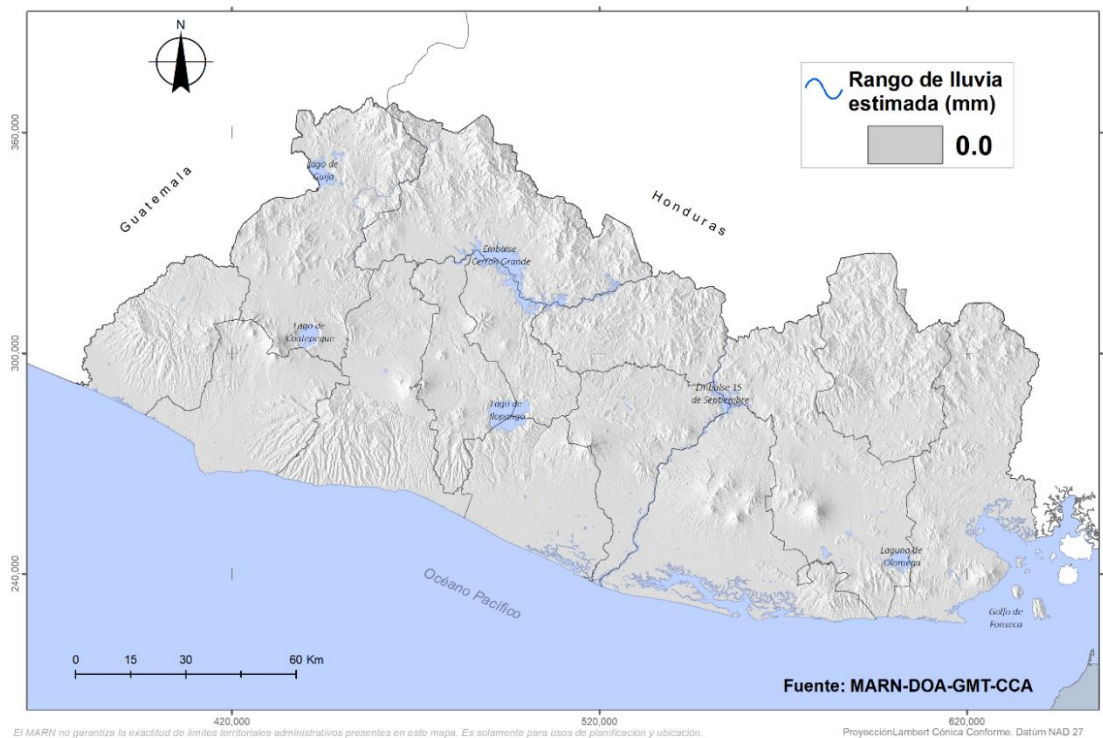 N
Rango de lluvia
estimada (mm)
0.0
360,000
300,000
240,000
Guatemala
Honduras
Lago de
Guija
Embalse
Cerrón Grande
Lago de
Coatepeque
Lago de
Ilopango
Embalse 15
de Septiembre
Laguna de
Olomega
Golfo de
Fonseca
Océano Pacífico
0 15 30 60 Km
Fuente: MARN-DOA-GMT-CCA
420,000 520,000 620,000
El MARN no garantiza la exactitud de límites territoriales administrativos presentes en este mapa. Es solamente para usos de planificación y ubicación.
ProyecciónLambert Cónica Conforme. Datúm NAD 27